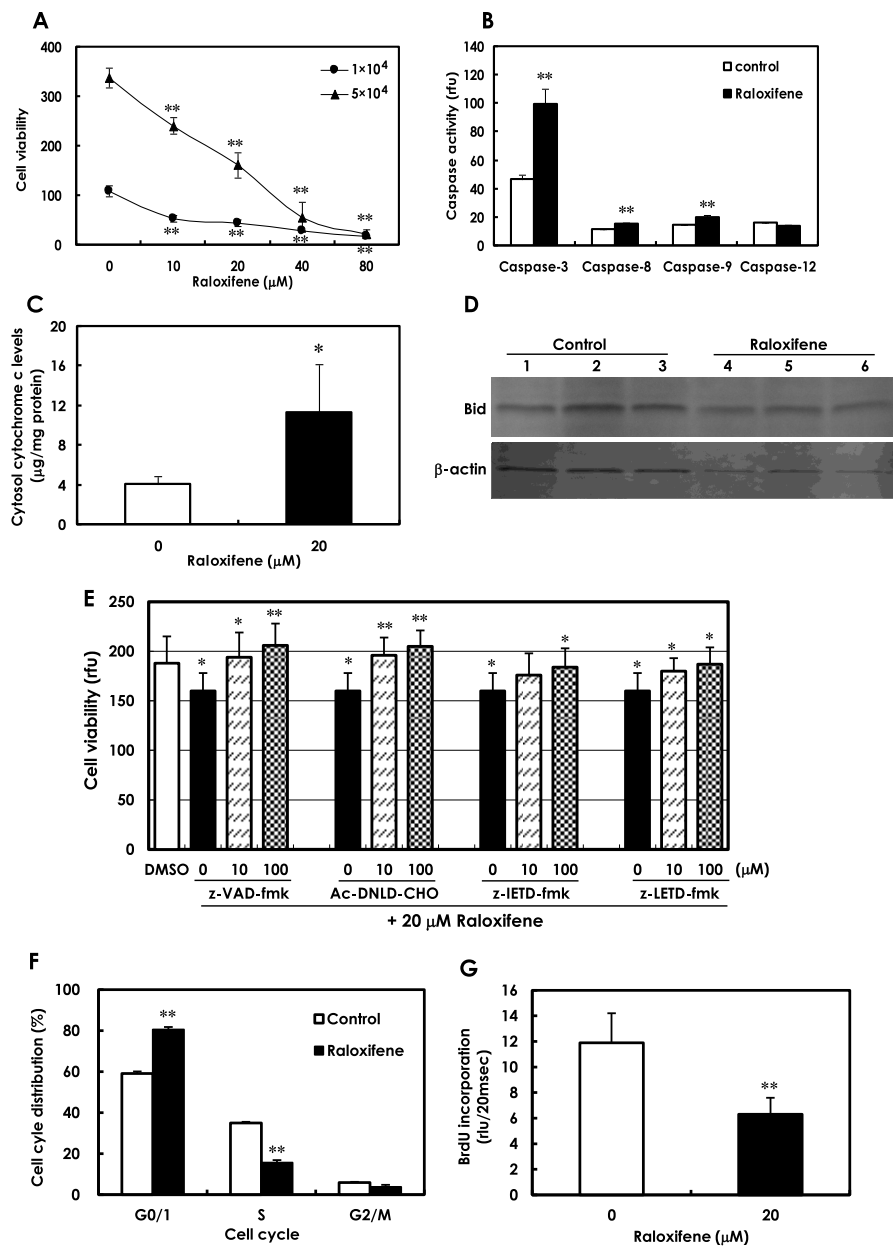 A
400
300
200
100
0
Cell viability
1×10⁴
5×10⁴
**
**
**
**
**
**
**
**
0 10 20 40 80
Raloxifene (μM)
B
140
120
100
80
60
40
20
0
Caspase activity (rfu)
control
Raloxifene
**
**
**
Caspase-3 Caspase-8 Caspase-9 Caspase-12
C
20
16
12
8
4
0
Cytosol cytochrome c levels
(μg/mg protein)
*
0 20
Raloxifene (μM)
D
Control Raloxifene
1 2 3 4 5 6
Bid
β-actin
E
250
200
150
100
50
0
Cell viability (rfu)
* * ** * ** ** * * * * *
DMSO 0 10 100 0 10 100 0 10 100 0 10 100 (μM)
z-VAD-fmk Ac-DNLD-CHO z-IETD-fmk z-LETD-fmk
+ 20 μM Raloxifene
F
100
80
60
40
20
0
Cell cyle distribution (%)
Control
Raloxifene
**
**
G0/1 S G2/M
Cell cycle
G
16
14
12
10
8
6
4
2
0
BrdU incorporation
(rlu/20msec)
**
0 20
Raloxifene (μM)